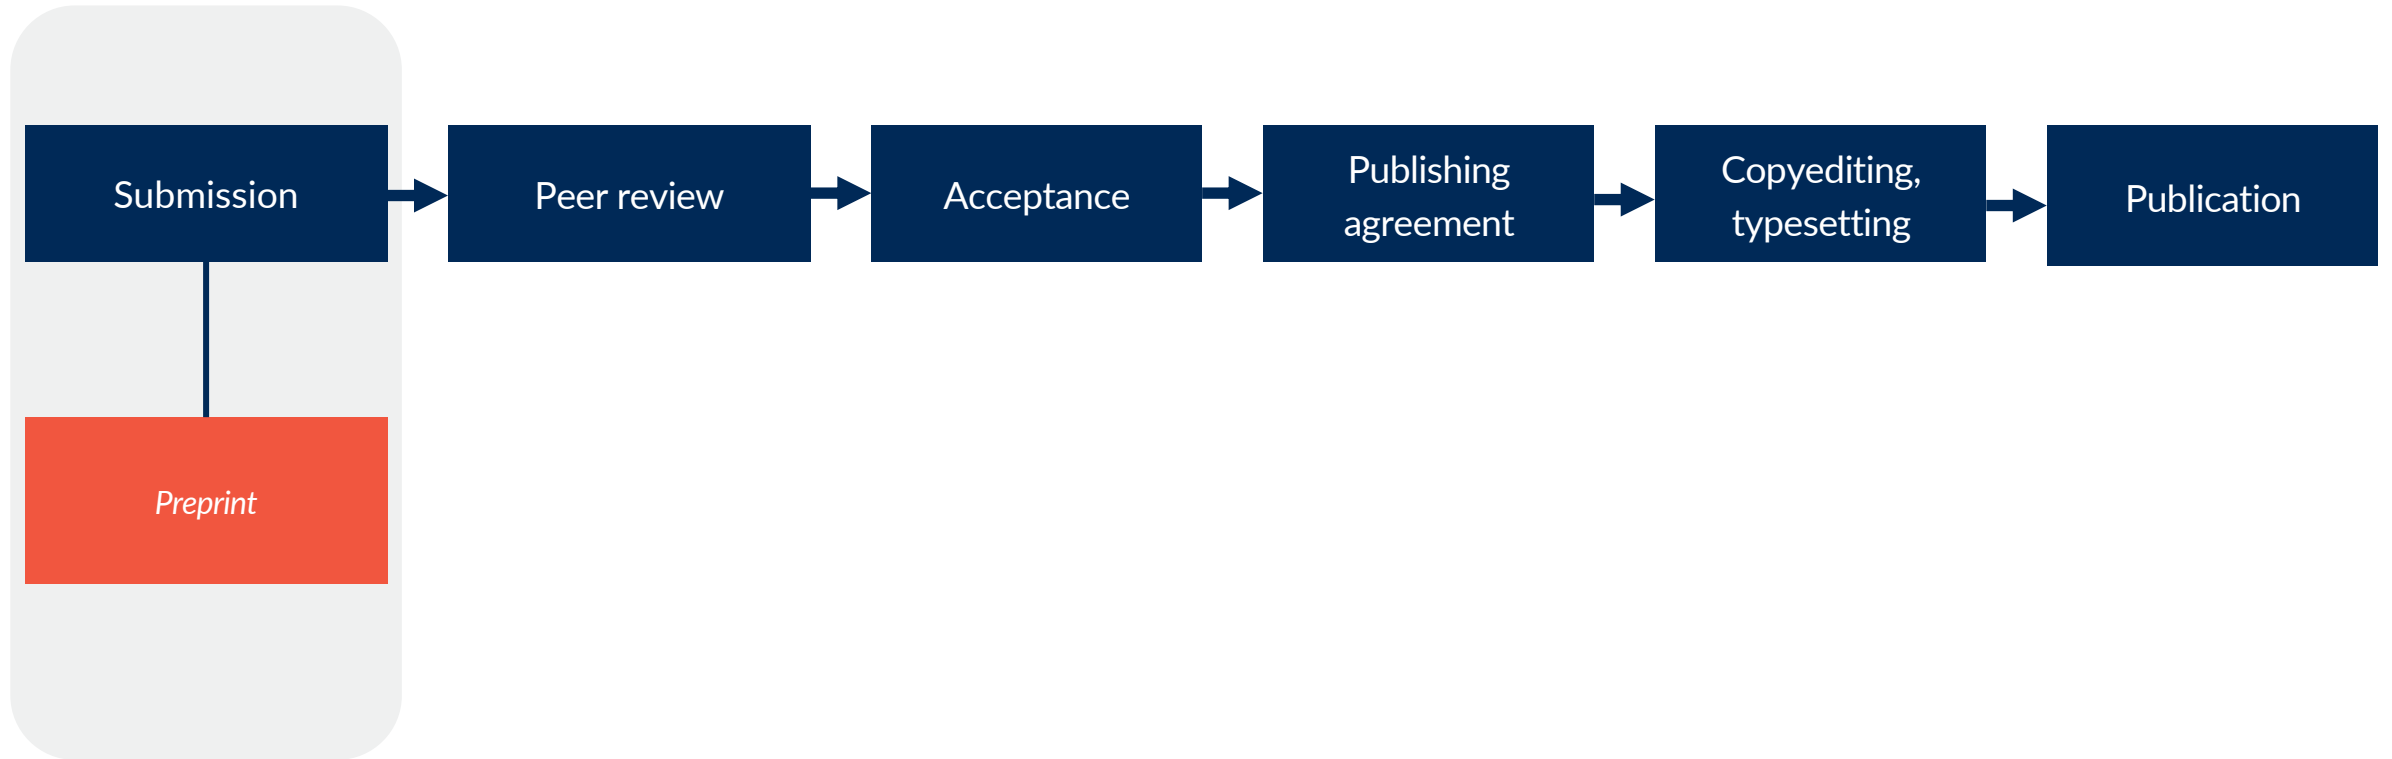 Submission
Peer review
Acceptance
Publishing
agreement
Copyediting,
typesetting
Publication
Preprint